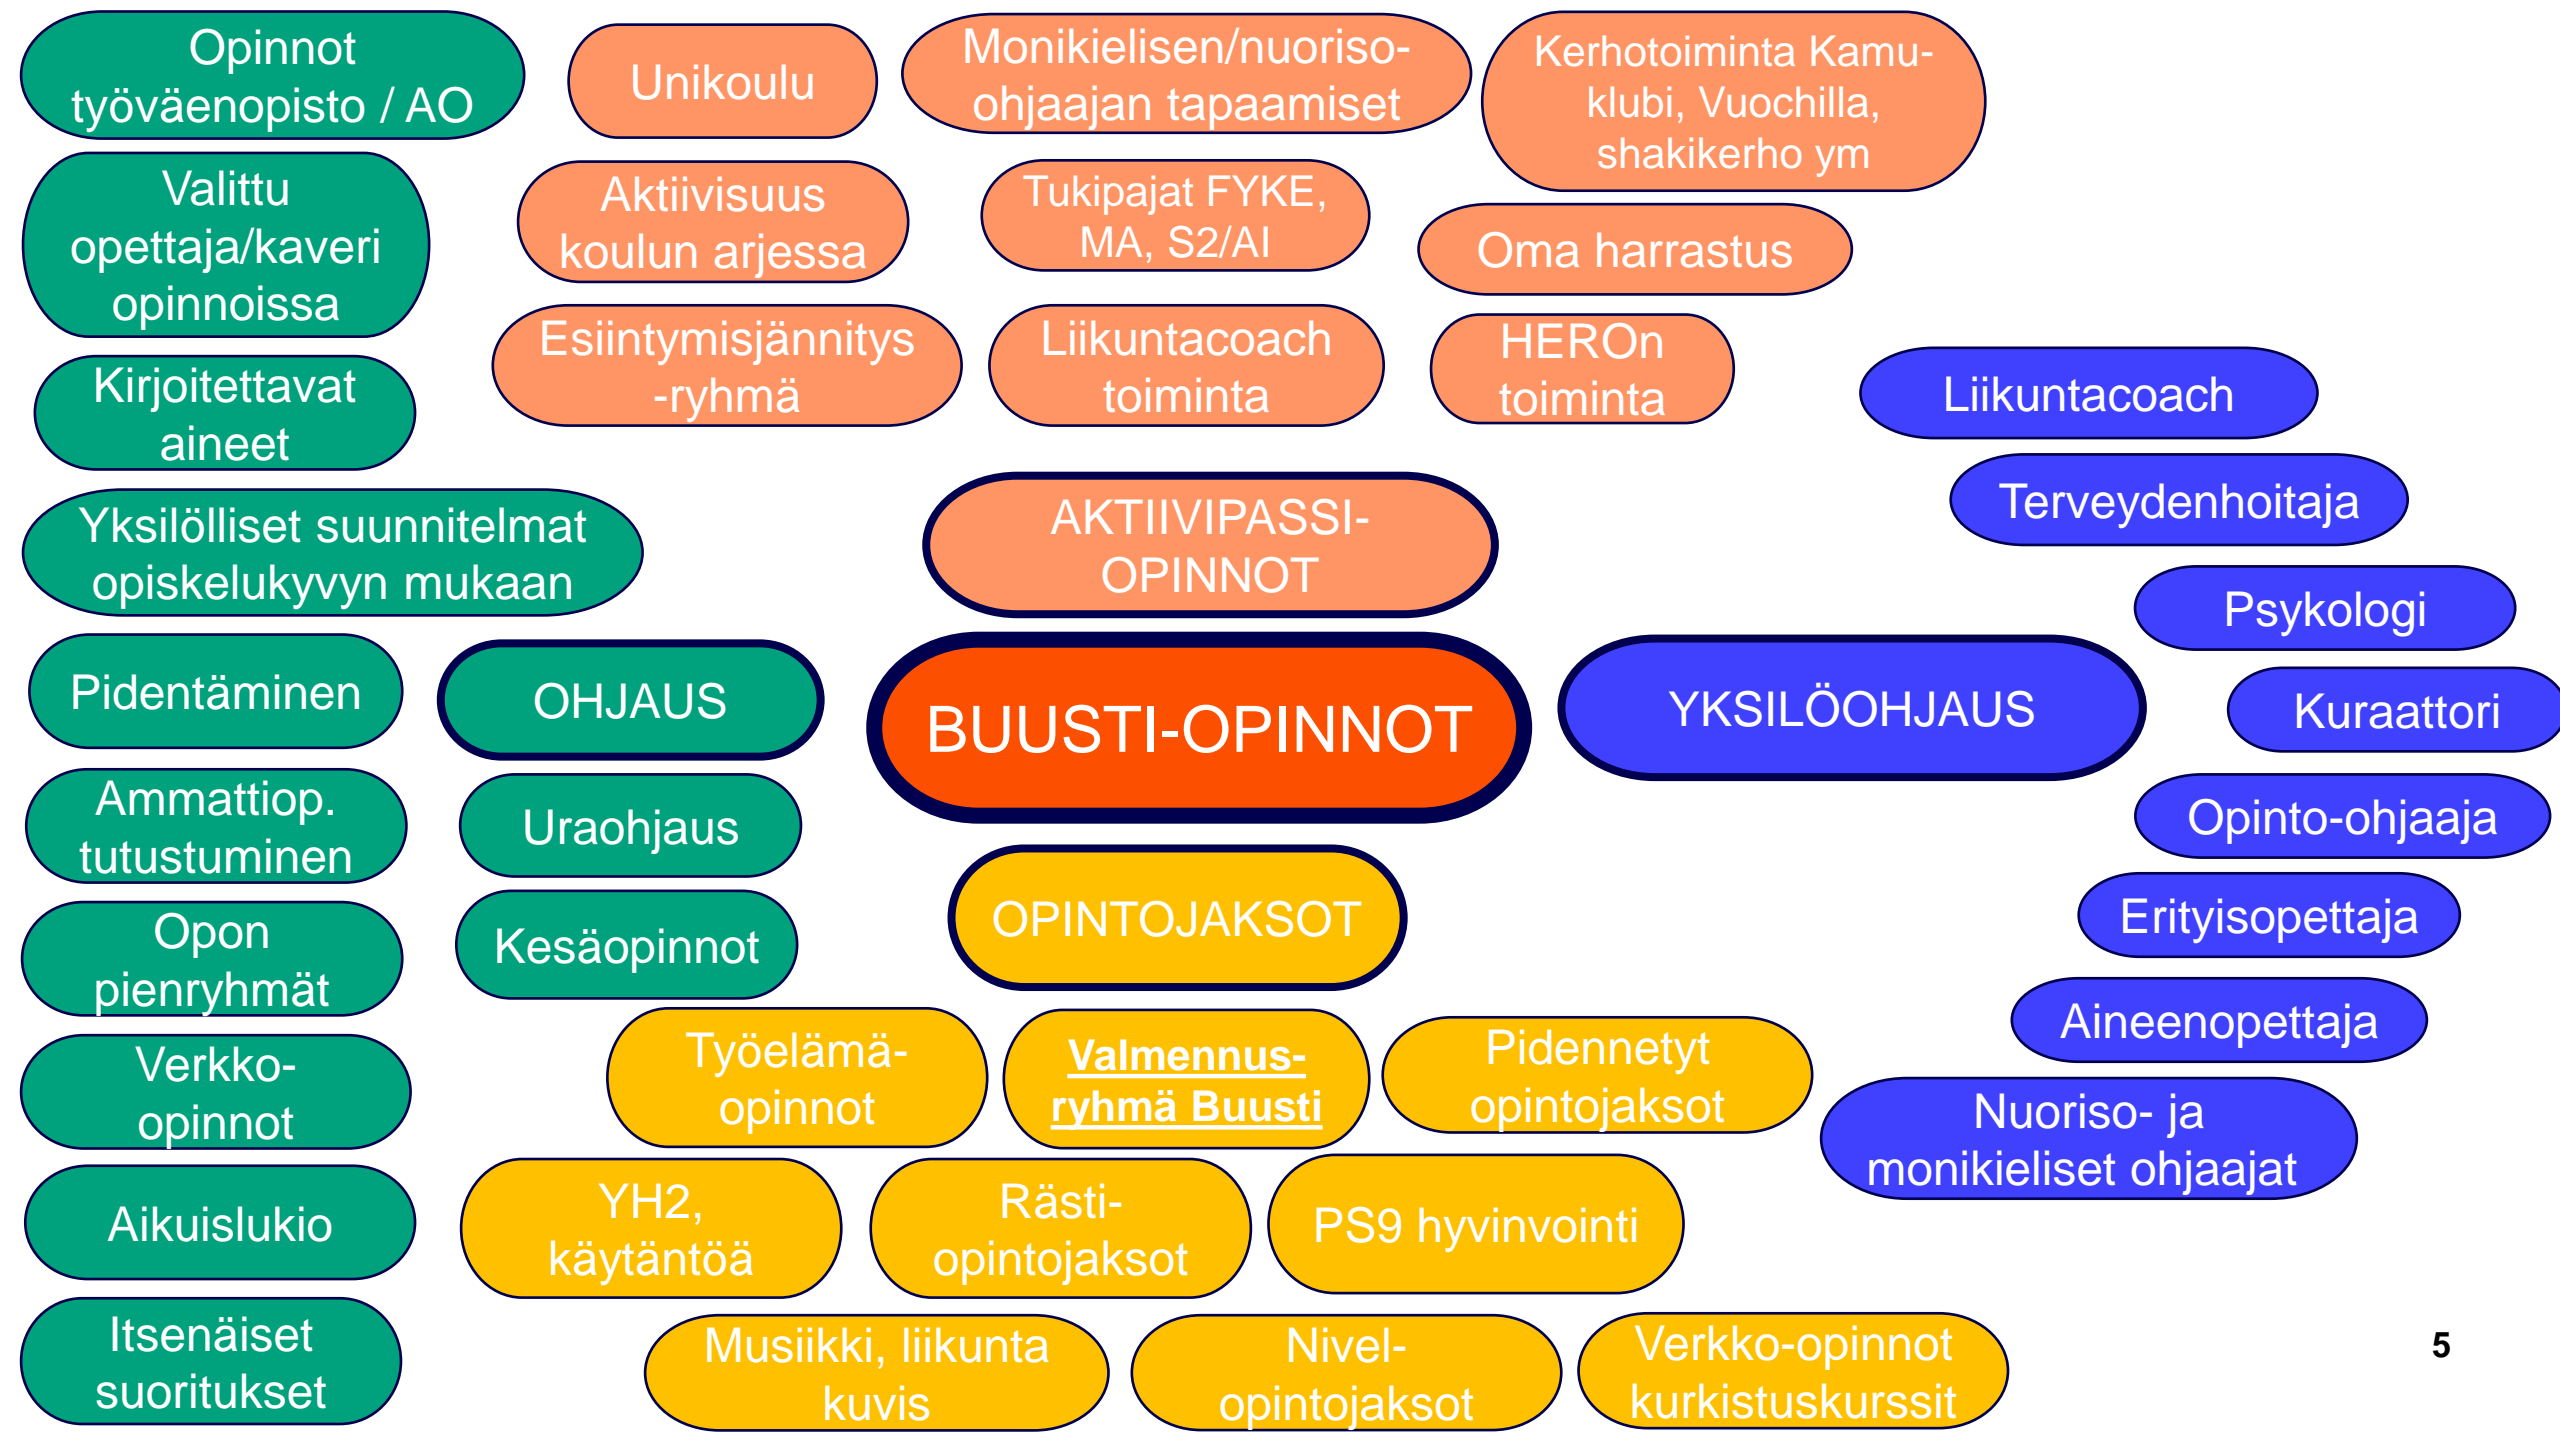 Opinnot
työväenopisto / AO
Unikoulu
Monikielisen/nuoriso-
ohjaajan tapaamiset
Kerhotoiminta Kamu-
klubi, Vuochilla,
shakikerho ym
Valittu
opettaja/kaveri
opinnoissa
Aktiivisuus
koulun arjessa
Tukipajat FYKE,
MA, S2/AI
Oma harrastus
Kirjoitettavat
aineet
Esiintymisjännitys
-ryhmä
Liikuntacoach
toiminta
HEROn
toiminta
Liikuntacoach
Yksilölliset suunnitelmat
opiskelukyvyn mukaan
AKTIIVIPASSI-
OPINNOT
Terveydenhoitaja
Psykologi
Pidentäminen
OHJAUS
BUUSTI-OPINNOT
YKSILÖOHJAUS
Kuraattori
Ammattiop.
tutustuminen
Uraohjaus
Opinto-ohjaaja
Opon
pienryhmät
Kesäopinnot
OPINTOJAKSOT
Erityisopettaja
Aineenopettaja
Verkko-
opinnot
Työelämä-
opinnot
Valmennus-
ryhmä Buusti
Pidennetyt
opintojaksot
Nuoriso- ja
monikieliset ohjaajat
Aikuislukio
YH2,
käytäntöä
Rästi-
opintojaksot
PS9 hyvinvointi
Itsenäiset
suoritukset
Musiikki, liikunta
kuvis
Nivel-
opintojaksot
Verkko-opinnot
kurkistuskurssit
5